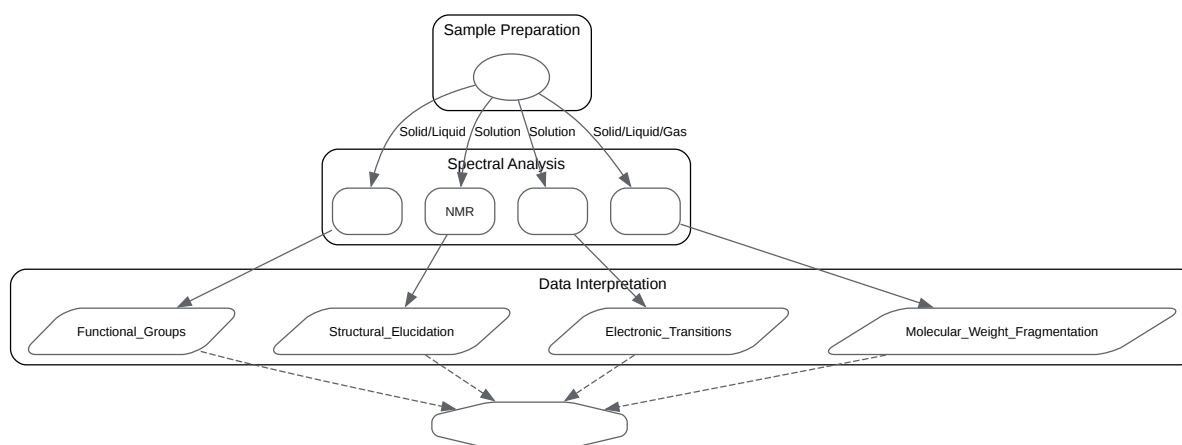 Sample Preparation
Solid/Liquid Solution Solution Solid/Liquid/Gas
Spectral Analysis
NMR
Data Interpretation
Functional_Groups Structural_Elucidation Electronic_Transitions Molecular_Weight_Fragmentation